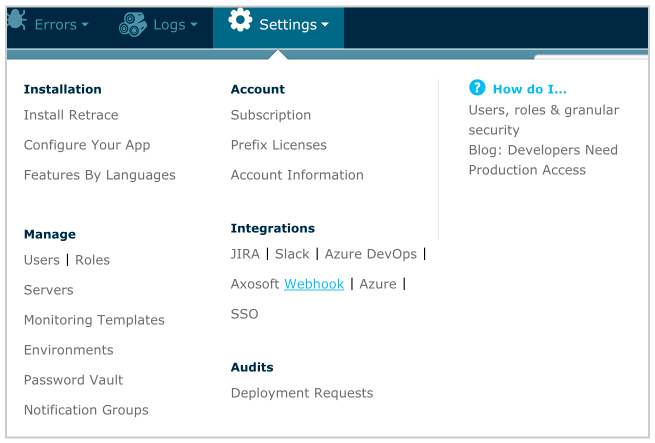 Errors Logs Settings
Installation
Install Retrace
Configure Your App
Features By Languages
Manage
Users | Roles
Servers
Monitoring Templates
Environments
Password Vault
Notification Groups
Account
Subscription
Prefix Licenses
Account Information
Integrations
JIRA | Slack | Azure DevOps |
Axosoft Webhook | Azure |
SSO
Audits
Deployment Requests
? How do I...
Users, roles & granular
security
Blog: Developers Need
Production Access